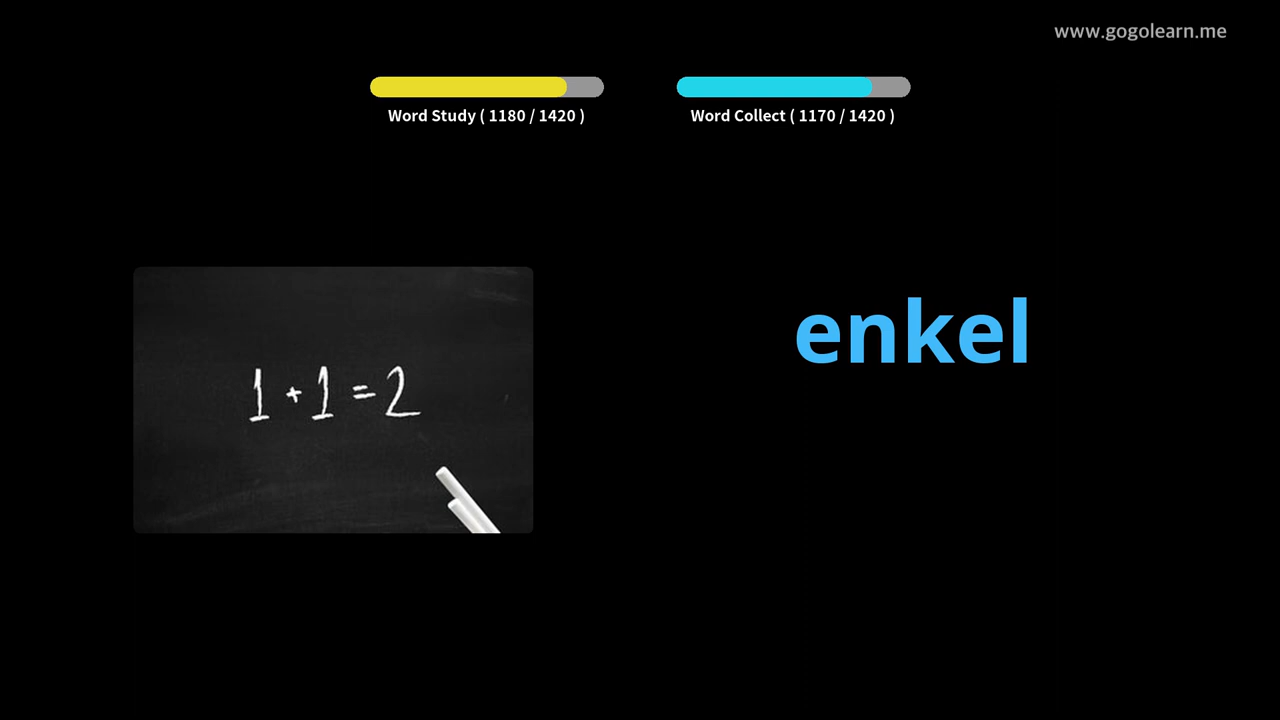 www.gogolearn.me
Word Study ( 1180 / 1420 )
Word Collect ( 1170 / 1420 )
enkel
1 + 1 = 2